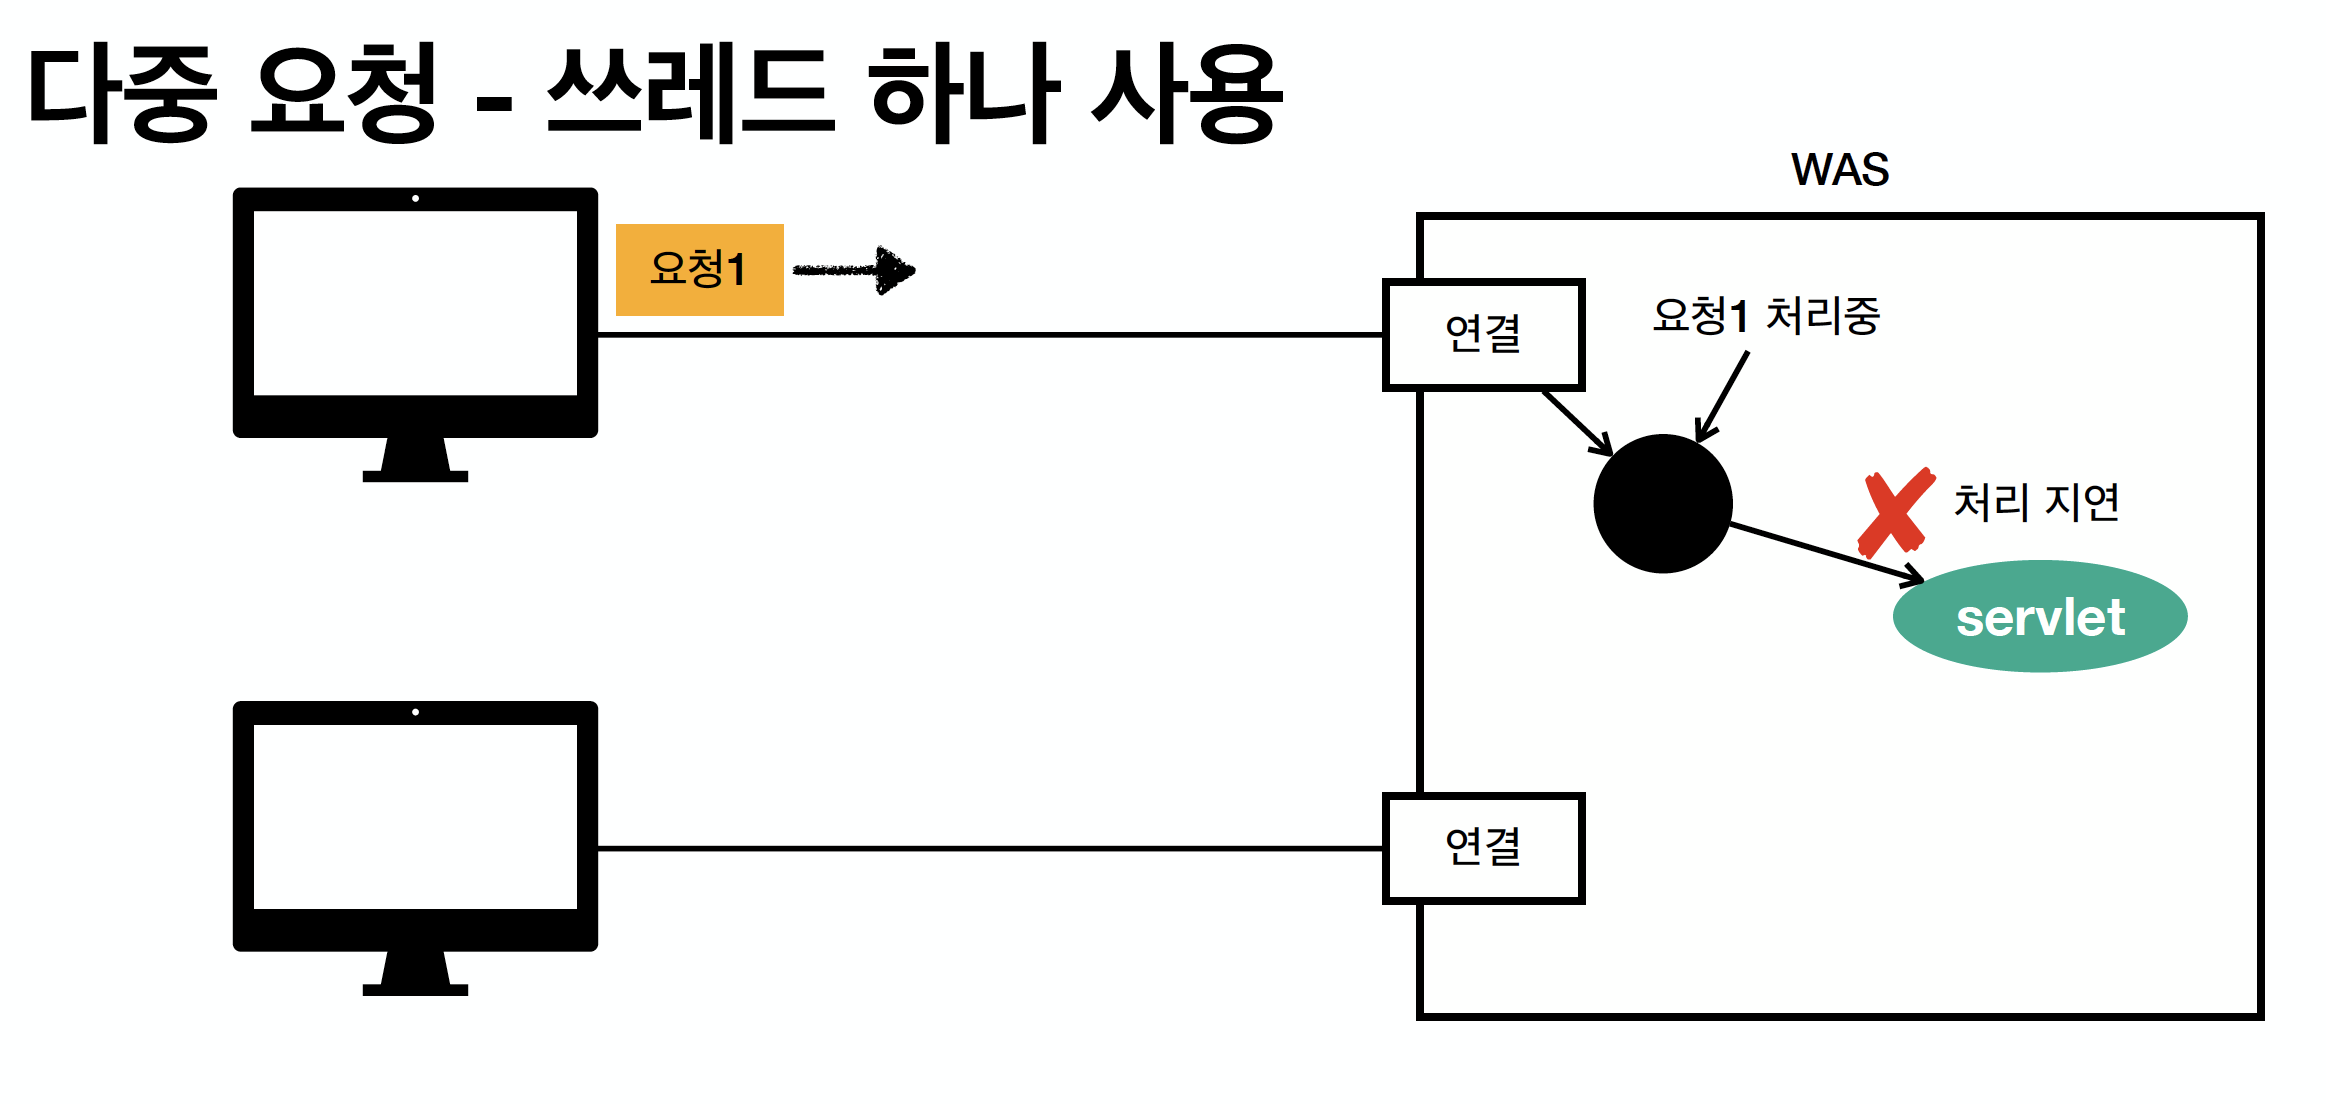 다중 요청 - 쓰레드 하나 사용
WAS
요청1
연결
요청1 처리중
처리 지연
servlet
연결